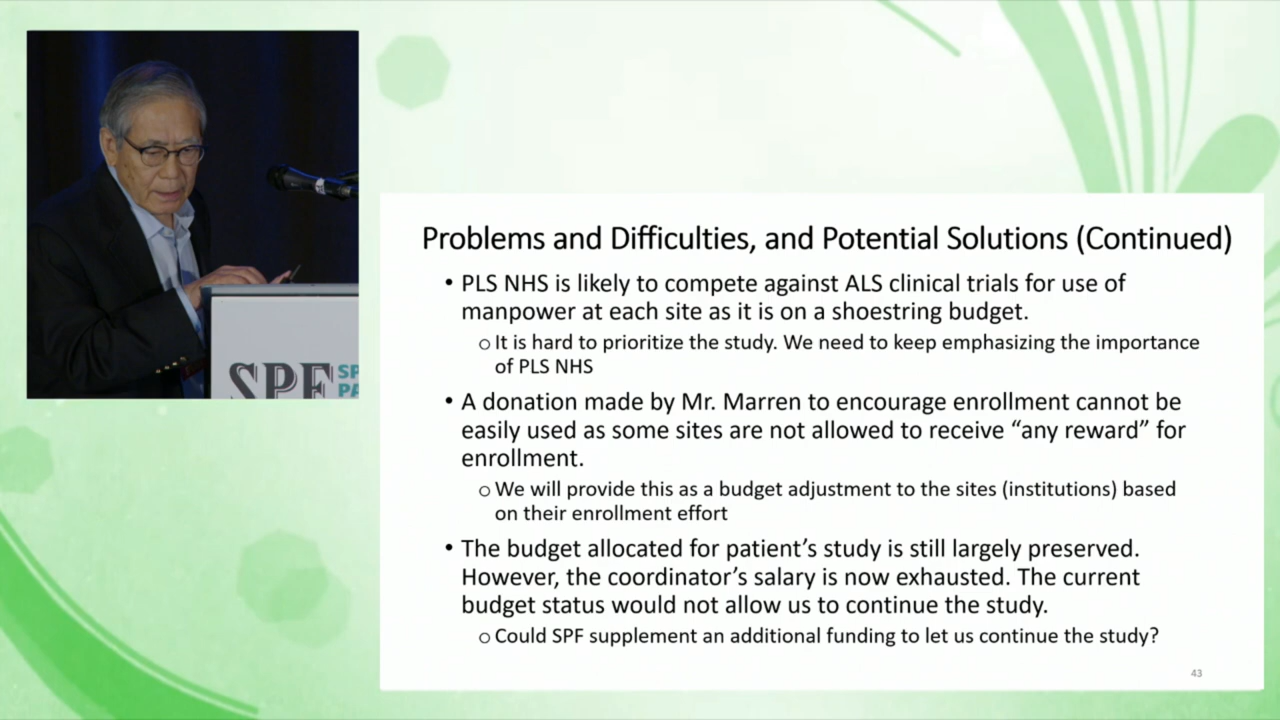 Problems and Difficulties, and Potential Solutions (Continued)
• PLS NHS is likely to compete against ALS clinical trials for use of
manpower at each site as it is on a shoestring budget.
o It is hard to prioritize the study. We need to keep emphasizing the importance
of PLS NHS
• A donation made by Mr. Marren to encourage enrollment cannot be
easily used as some sites are not allowed to receive “any reward” for
enrollment.
o We will provide this as a budget adjustment to the sites (institutions) based
on their enrollment effort
• The budget allocated for patient’s study is still largely preserved.
However, the coordinator’s salary is now exhausted. The current
budget status would not allow us to continue the study.
o Could SPF supplement an additional funding to let us continue the study?
43
SPF
SP
PA